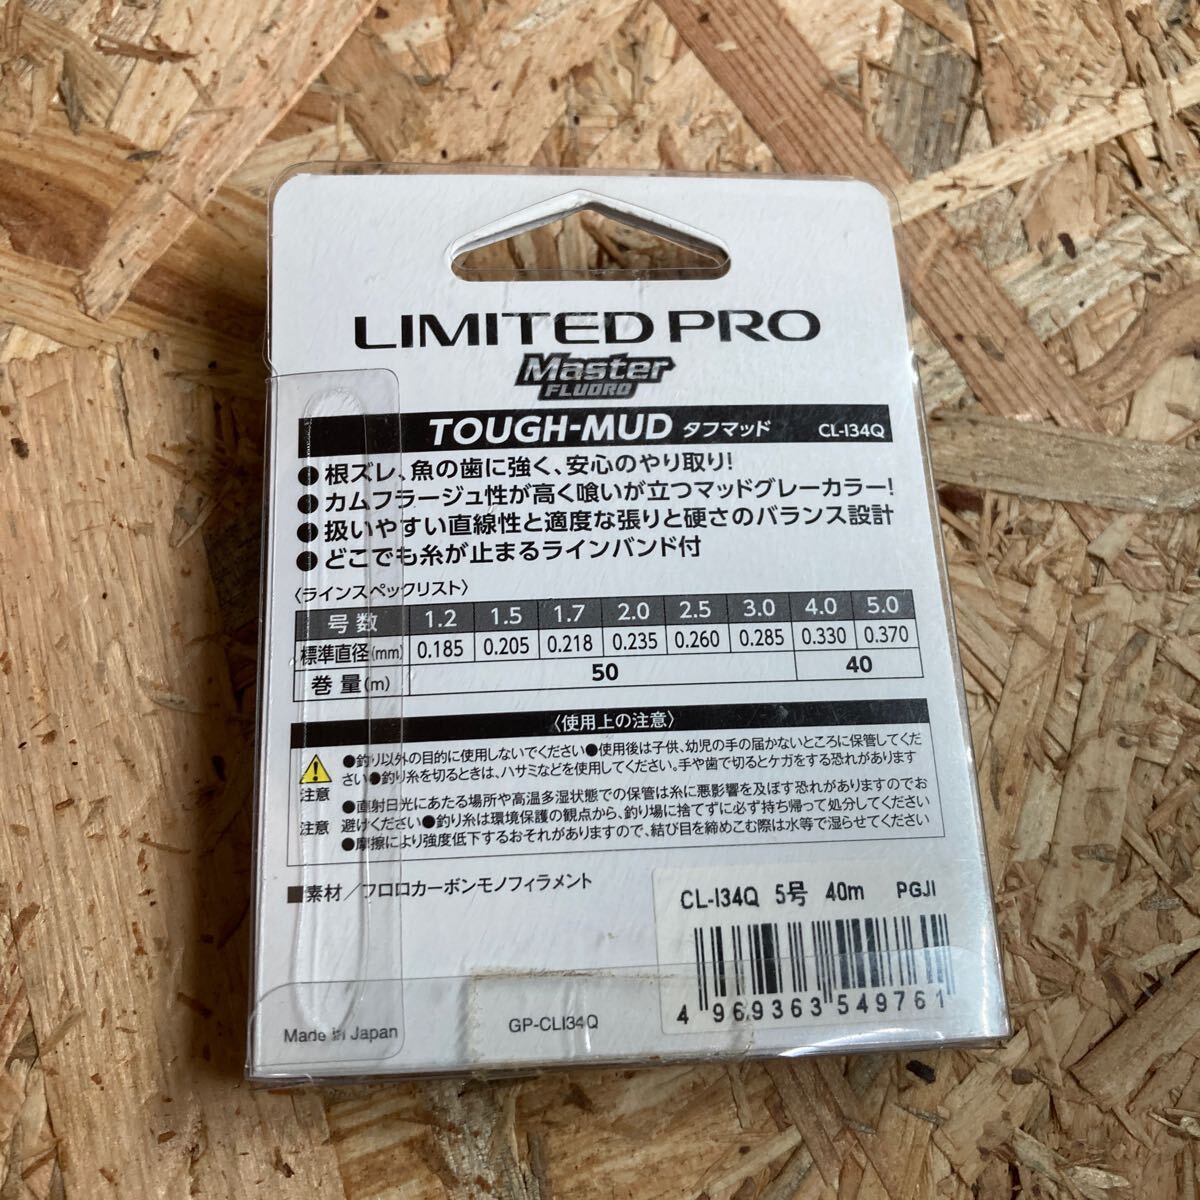 LIMITED PRO
Master
FLUORO
TOUGH-MUD タフマッド CL-I34Q
●根ズレ、魚の歯に強く、安心のやり取り!
●カムフラージュ性が高く喰いが立つマッドグレーカラー!
●扱いやすい直線性と適度な張りと硬さのバランス設計
●どこでも糸が止まるラインバンド付
〈ラインスペックリスト〉
号数 1.2 1.5 1.7 2.0 2.5 3.0 4.0 5.0
標準直径(mm) 0.185 0.205 0.218 0.235 0.260 0.285 0.330 0.370
巻量(m) 50 40
〈使用上の注意〉
注意
●釣り以外の目的に使用しないでください●使用後は子供、幼児の手の届かないところに保管してくだ
さい●釣り糸を切るときは、ハサミなどを使用してください。手や歯で切るとケガをする恐れがあります
注意
●直射日光にあたる場所や高温多湿状態での保管は糸に悪影響を及ぼす恐れがありますのでお
避けください●釣り糸は環境保護の観点から、釣り場に捨てずに必ず持ち帰って処分してください
●摩擦により強度低下するおそれがありますので、結び目を締めこむ際は水等で湿らせてください
■素材/フロロカーボンモノフィラメント
CL-I34Q 5号 40m PGJI
4 969363 549761
Made in Japan
GP-CLI34Q